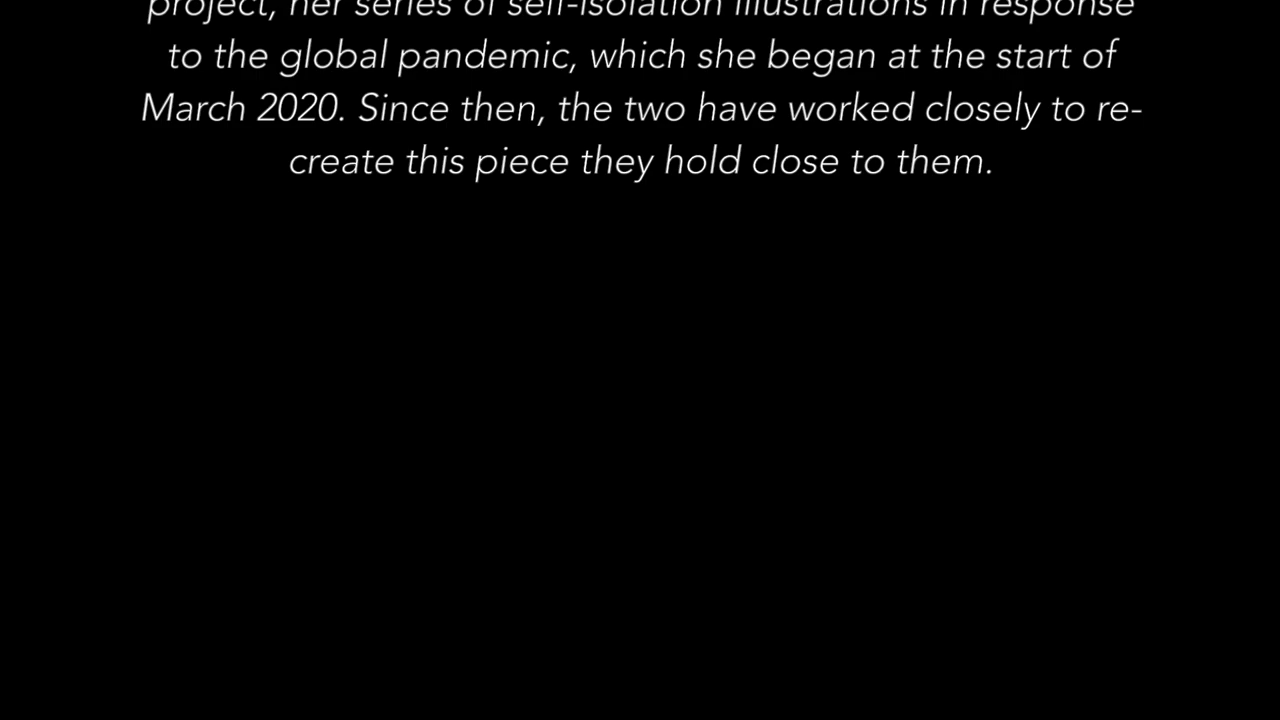 project, her series of self-isolation illustrations in response
to the global pandemic, which she began at the start of
March 2020. Since then, the two have worked closely to re-
create this piece they hold close to them.